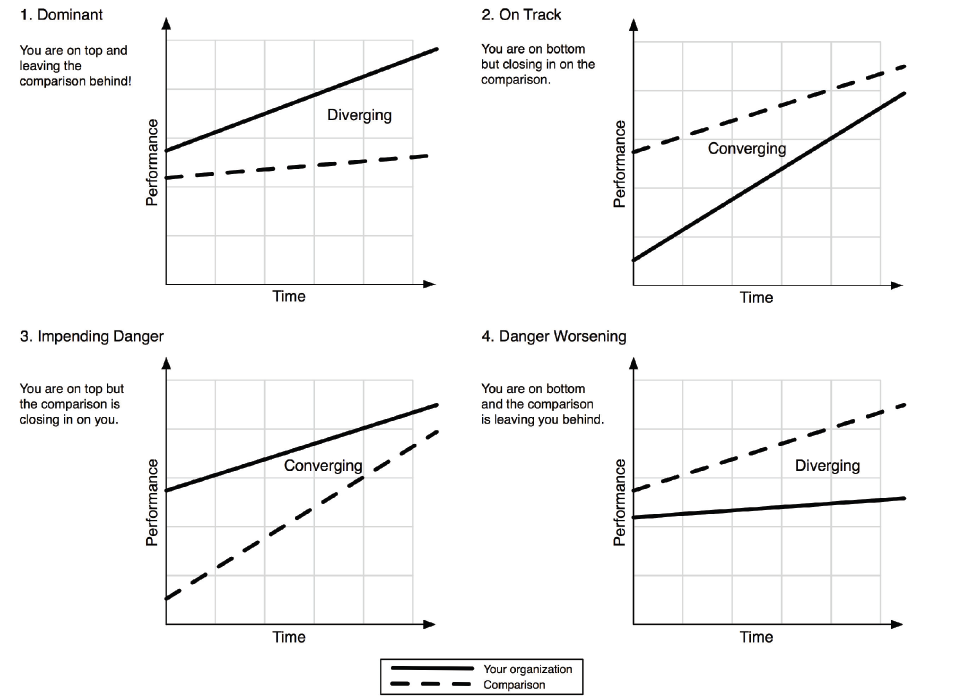 1. Dominant
You are on top and
leaving the
comparison behind!
Performance
Diverging
Time
2. On Track
You are on bottom
but closing in on the
comparison.
Performance
Converging
Time
3. Impending Danger
You are on top but
the comparison is
closing in on you.
Performance
Converging
Time
4. Danger Worsening
You are on bottom
and the comparison
is leaving you behind.
Performance
Diverging
Time
Your organization
Comparison